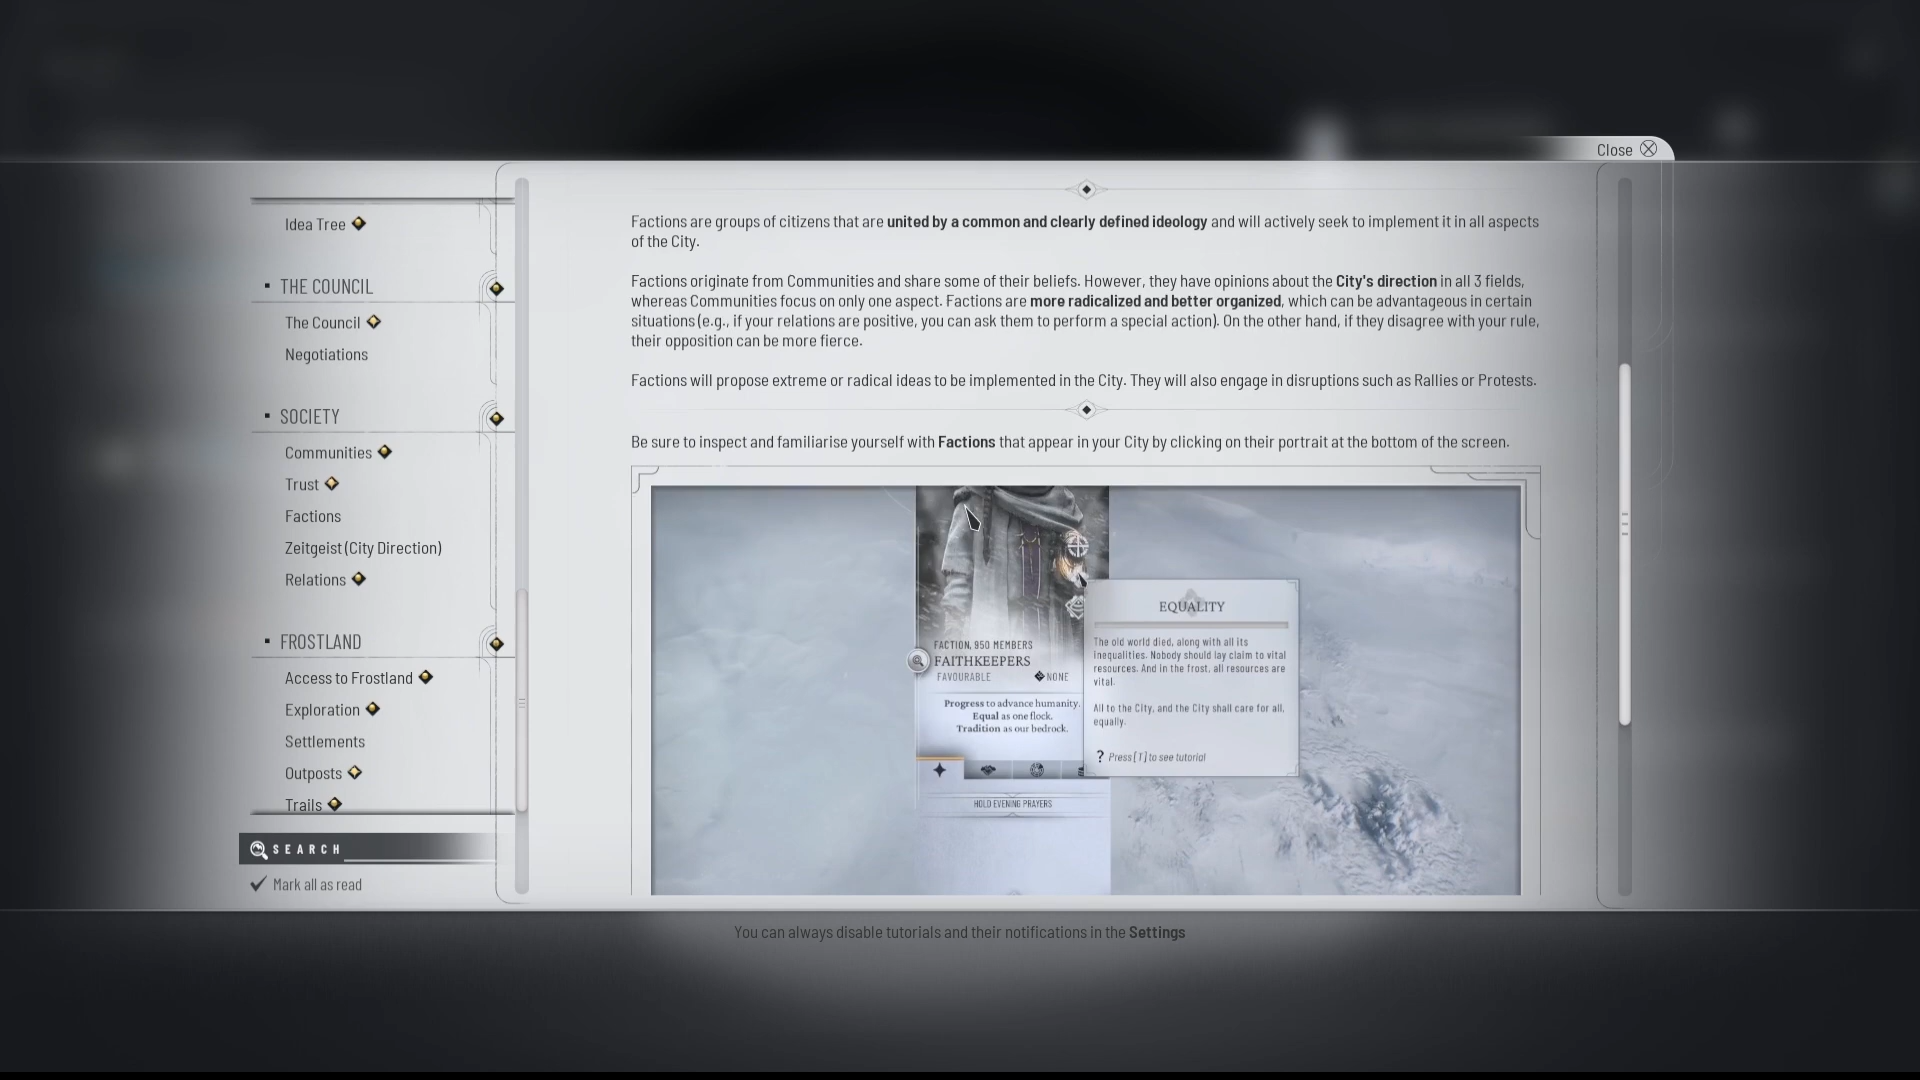 Close
Idea Tree
THE COUNCIL
The Council
Negotiations
SOCIETY
Communities
Trust
Factions
Zeitgeist (City Direction)
Relations
FROSTLAND
Access to Frostland
Exploration
Settlements
Outposts
Trails
SEARCH
Mark all as read
Factions are groups of citizens that are united by a common and clearly defined ideology and will actively seek to implement it in all aspects
of the City.
Factions originate from Communities and share some of their beliefs. However, they have opinions about the City's direction in all 3 fields,
whereas Communities focus on only one aspect. Factions are more radicalized and better organized, which can be advantageous in certain
situations (e.g., if your relations are positive, you can ask them to perform a special action). On the other hand, if they disagree with your rule,
their opposition can be more fierce.
Factions will propose extreme or radical ideas to be implemented in the City. They will also engage in disruptions such as Rallies or Protests.
Be sure to inspect and familiarise yourself with Factions that appear in your City by clicking on their portrait at the bottom of the screen.
FACTION, 950 MEMBERS
FAITHKEEPERS
FAVOURABLE NONE
Progress to advance humanity.
Equal as one flock.
Tradition as our bedrock.
HOLD EVENING PRAYERS
EQUALITY
The old world died, along with all its
inequalities. Nobody should lay claim to vital
resources. And in the frost, all resources are
vital.
All to the City, and the City shall care for all,
equally.
? Press [T] to see tutorial
You can always disable tutorials and their notifications in the Settings